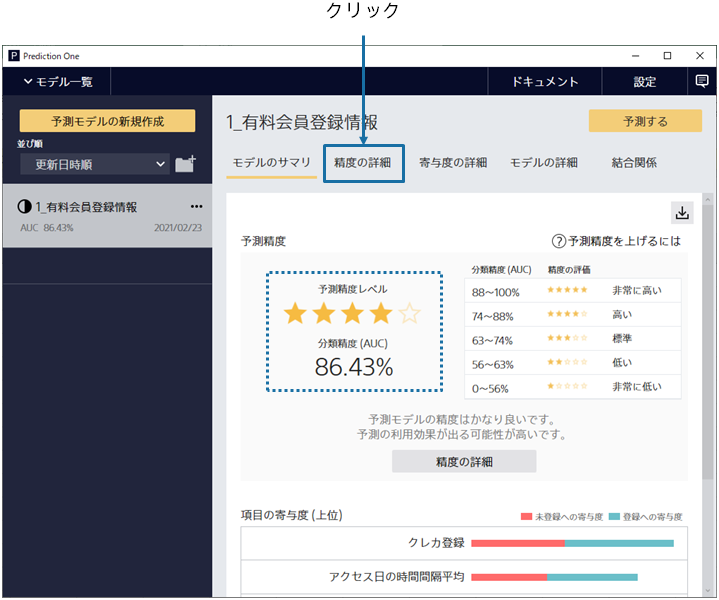 クリック
P Prediction One
モデル一覧 ドキュメント 設定
予測モデルの新規作成
並び順
更新日時順
1_有料会員登録情報 •••
AUC 86.43% 2021/02/23
1_有料会員登録情報 予測する
モデルのサマリ 精度の詳細 寄与度の詳細 モデルの詳細 結合関係
予測精度 ?予測精度を上げるには
予測精度レベル
分類精度 (AUC)
86.43%
分類精度 (AUC) 精度の評価
88～100% 非常に高い
74～88% 高い
63～74% 標準
56～63% 低い
0～56% 非常に低い
予測モデルの精度はかなり良いです。
予測の利用効果が出る可能性が高いです。
精度の詳細
項目の寄与度 (上位) 未登録への寄与度 登録への寄与度
クレカ登録
アクセス日の時間間隔平均